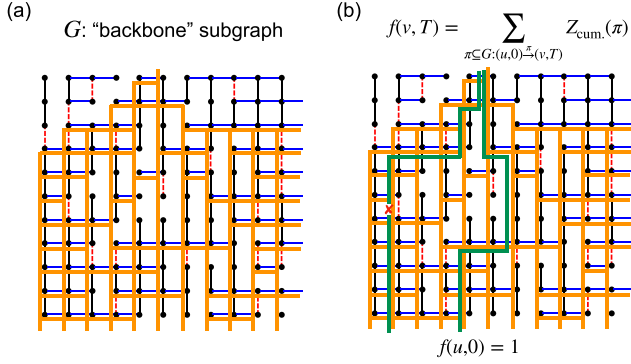 (a)
G: “backbone” subgraph
(b)
f(v, T) = ∑ Z_cum.(π)
π⊆G:(u,0)→^π(v,T)
x
f(u,0) = 1